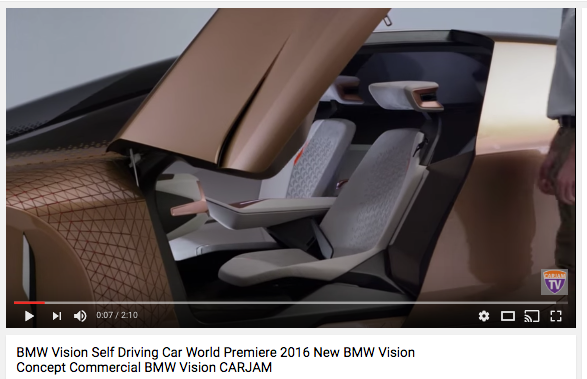 CARJAM
TV
0:07 / 2:10
BMW Vision Self Driving Car World Premiere 2016 New BMW Vision
Concept Commercial BMW Vision CARJAM